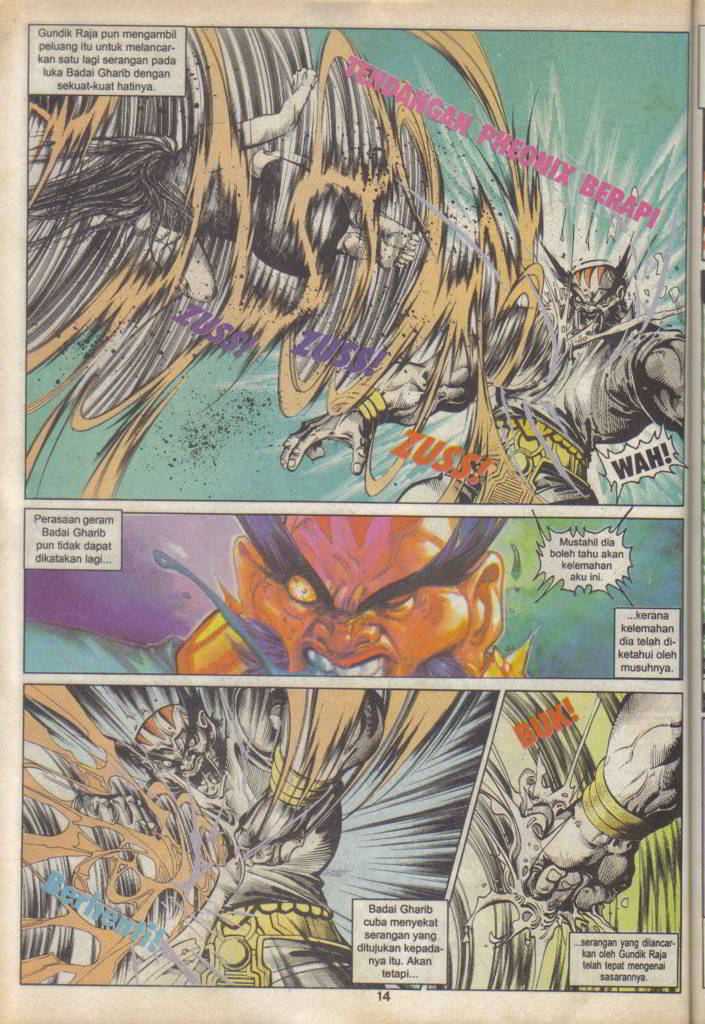 Gundik Raja pun mengambil
peluang itu untuk melancar-
kan satu lagi serangan pada
luka Badai Gharib dengan
sekuat-kuat hatinya.
TENDANGAN PHEONIX BERAPI
ZUSS!
ZUSS!
ZUSS!
WAH!
Perasaan geram
Badai Gharib
pun tidak dapat
dikatakan lagi...
Mustahil dia
boleh tahu akan
kelemahan
aku ini.
...kerana
kelemahan
dia telah di-
ketahui oleh
musuhnya.
Berhenti!
Badai Gharib
cuba menyekat
serangan yang
ditujukan kepada-
nya itu. Akan
tetapi...
BUK!
...serangan yang dilancar-
kan oleh Gundik Raja
telah tepat mengenai
sasarannya.
14